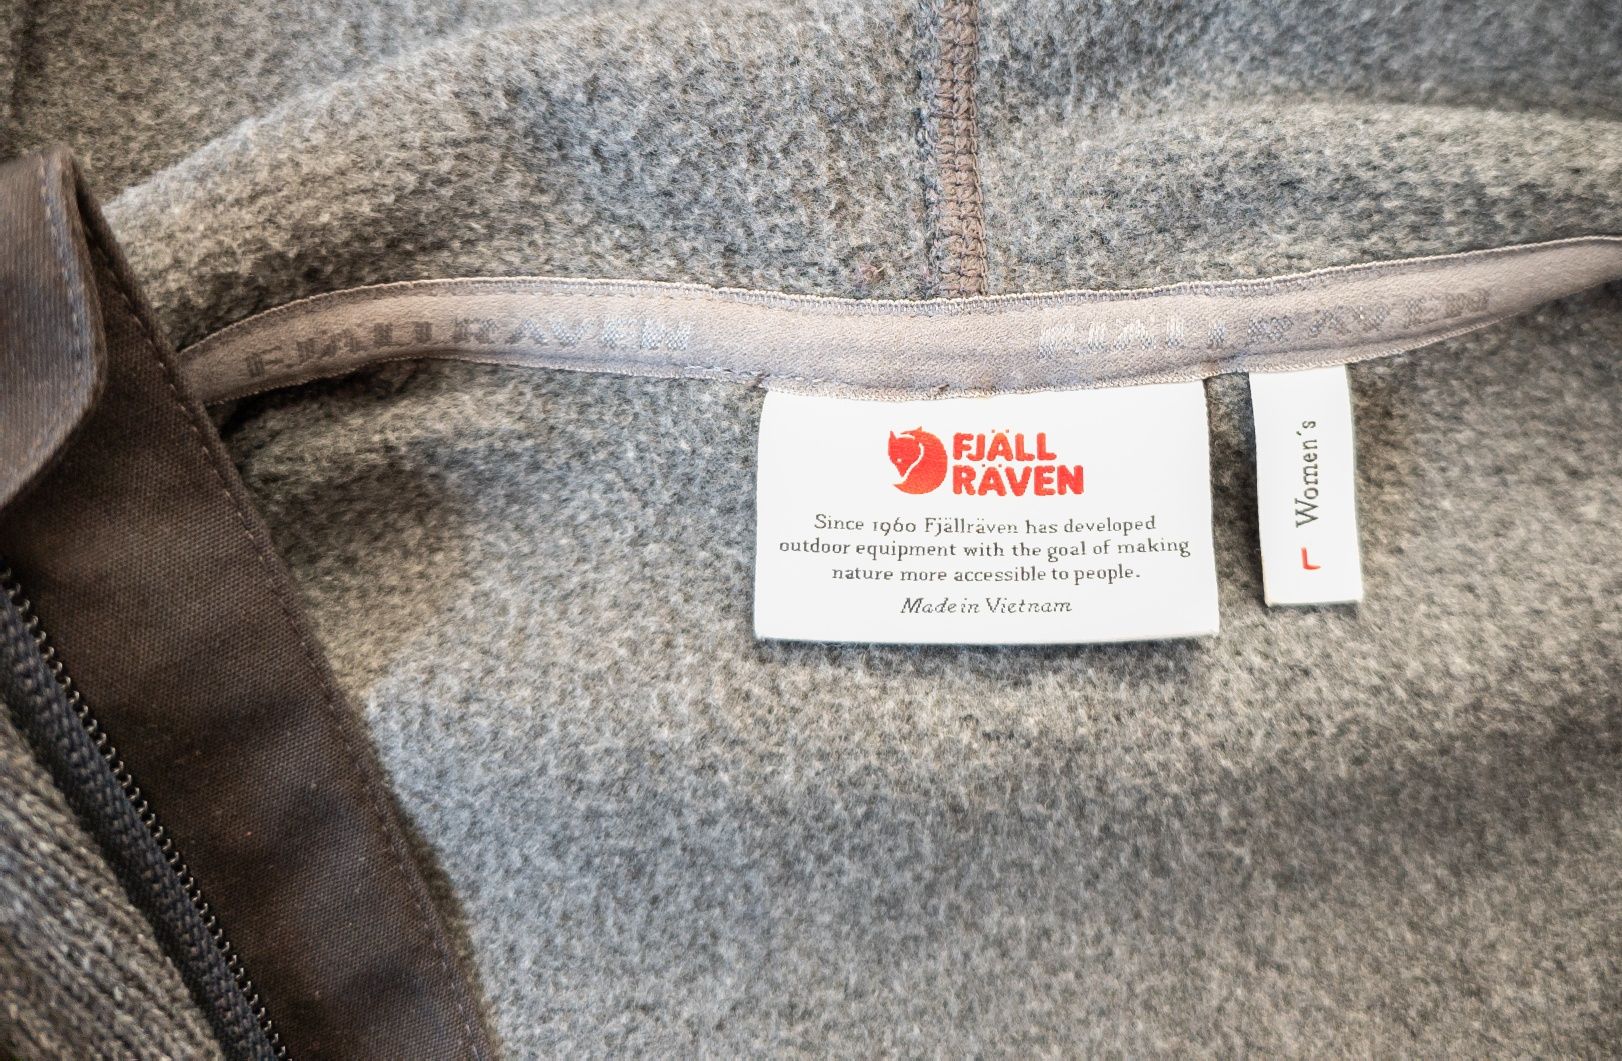 FJÄLLRÄVEN FJÄLLRÄVEN
FJÄLL
RÄVEN
Since 1960 Fjällräven has developed
outdoor equipment with the goal of making
nature more accessible to people.
Made in Vietnam
L Women's